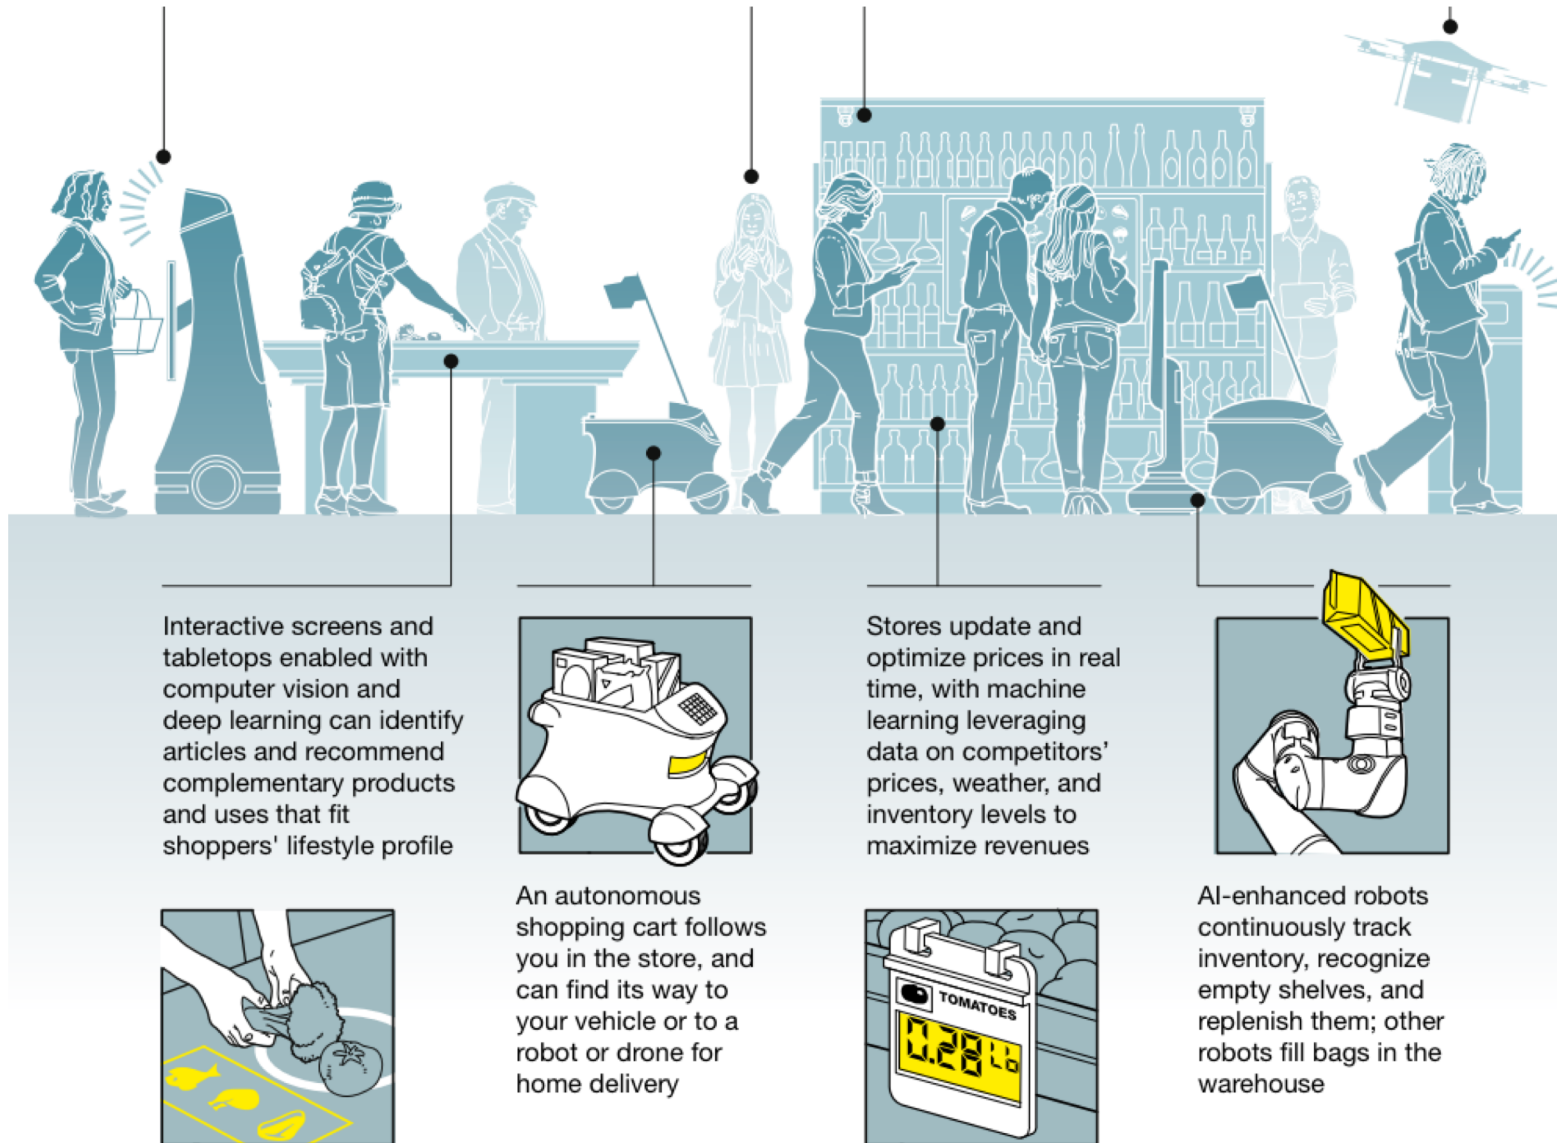 Interactive screens and
tabletops enabled with
computer vision and
deep learning can identify
articles and recommend
complementary products
and uses that fit
shoppers' lifestyle profile
An autonomous
shopping cart follows
you in the store, and
can find its way to
your vehicle or to a
robot or drone for
home delivery
Stores update and
optimize prices in real
time, with machine
learning leveraging
data on competitors’
prices, weather, and
inventory levels to
maximize revenues
TOMATOES
0.28 Lb
AI-enhanced robots
continuously track
inventory, recognize
empty shelves, and
replenish them; other
robots fill bags in the
warehouse